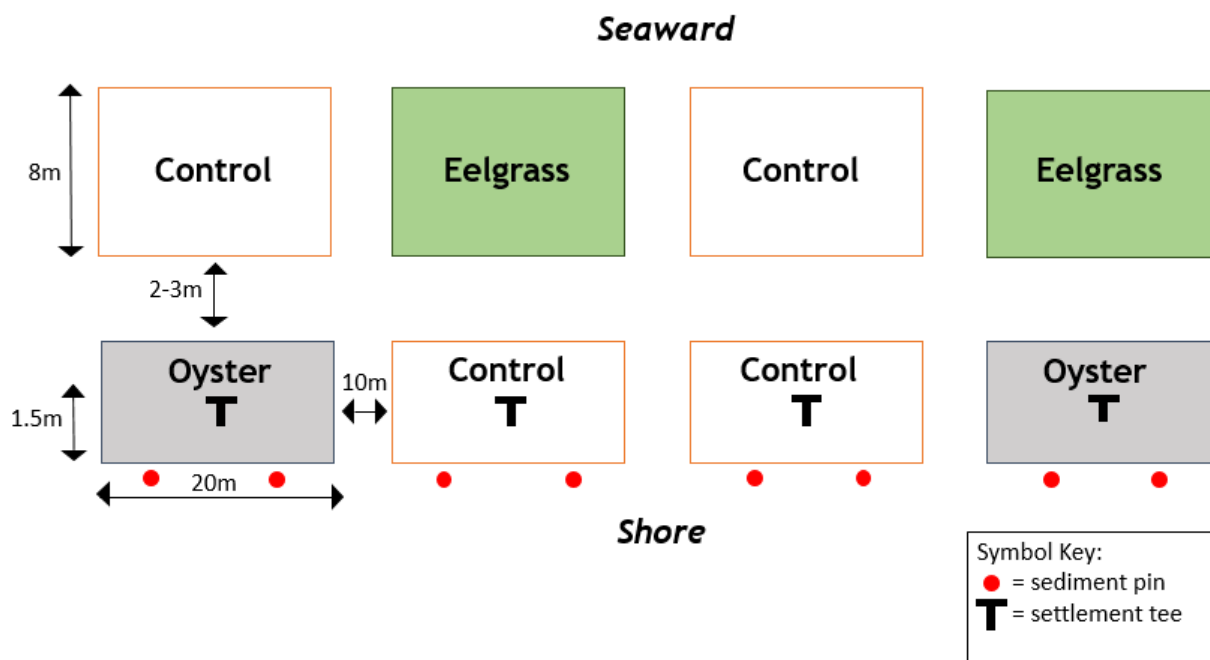 Seaward
8m
Control
Eelgrass
Control
Eelgrass
2-3m
Oyster
10m
Control
Control
Oyster
1.5m
20m
Shore
Symbol Key:
= sediment pin
= settlement tee